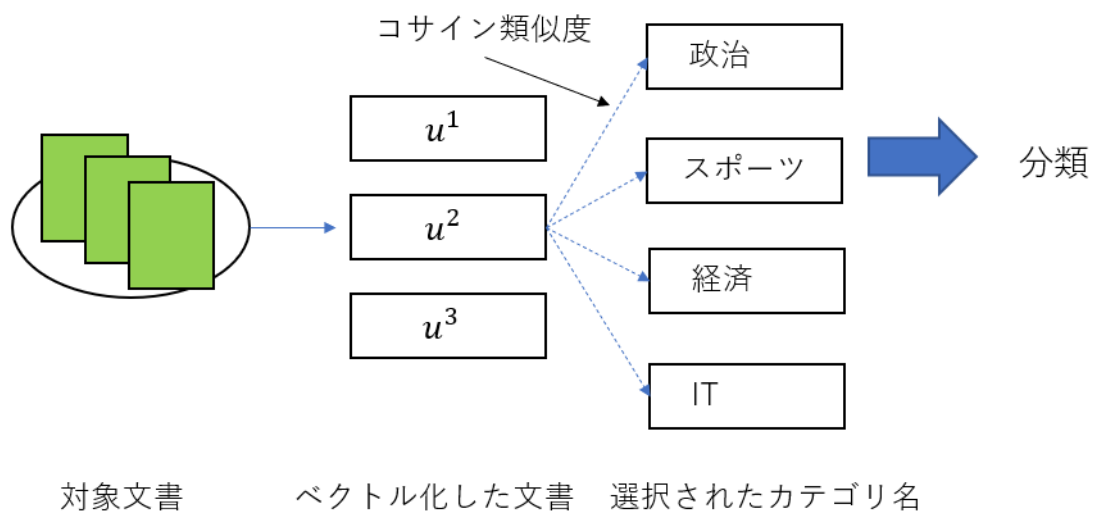 コサイン類似度
政治
u¹
スポーツ
分類
u²
経済
u³
IT
対象文書
ベクトル化した文書
選択されたカテゴリ名